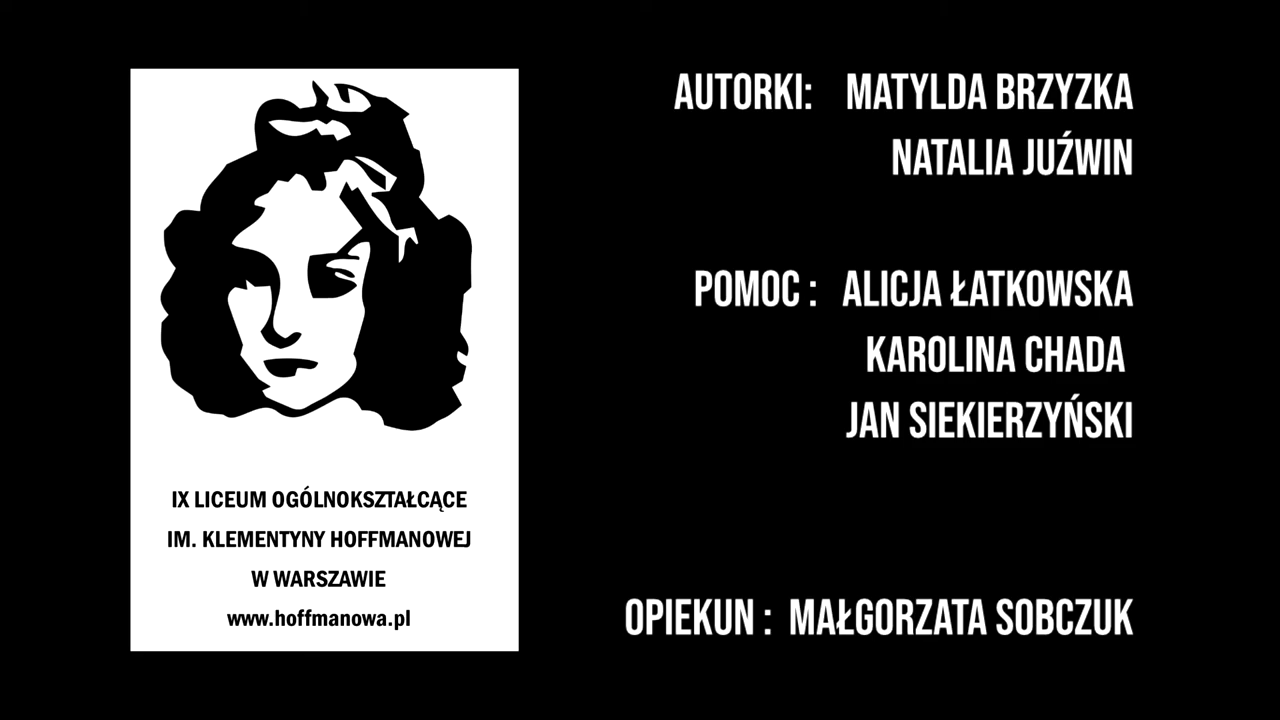 IX LICEUM OGÓLNOKSZTAŁCĄCE
IM. KLEMENTYNY HOFFMANOWEJ
W WARSZAWIE
www.hoffmanowa.pl
AUTORKI: MATYLDA BRZYZKA
NATALIA JUŹWIN
POMOC : ALICJA ŁATKOWSKA
KAROLINA CHADA
JAN SIEKIERZYŃSKI
OPIEKUN : MAŁGORZATA SOBCZUK